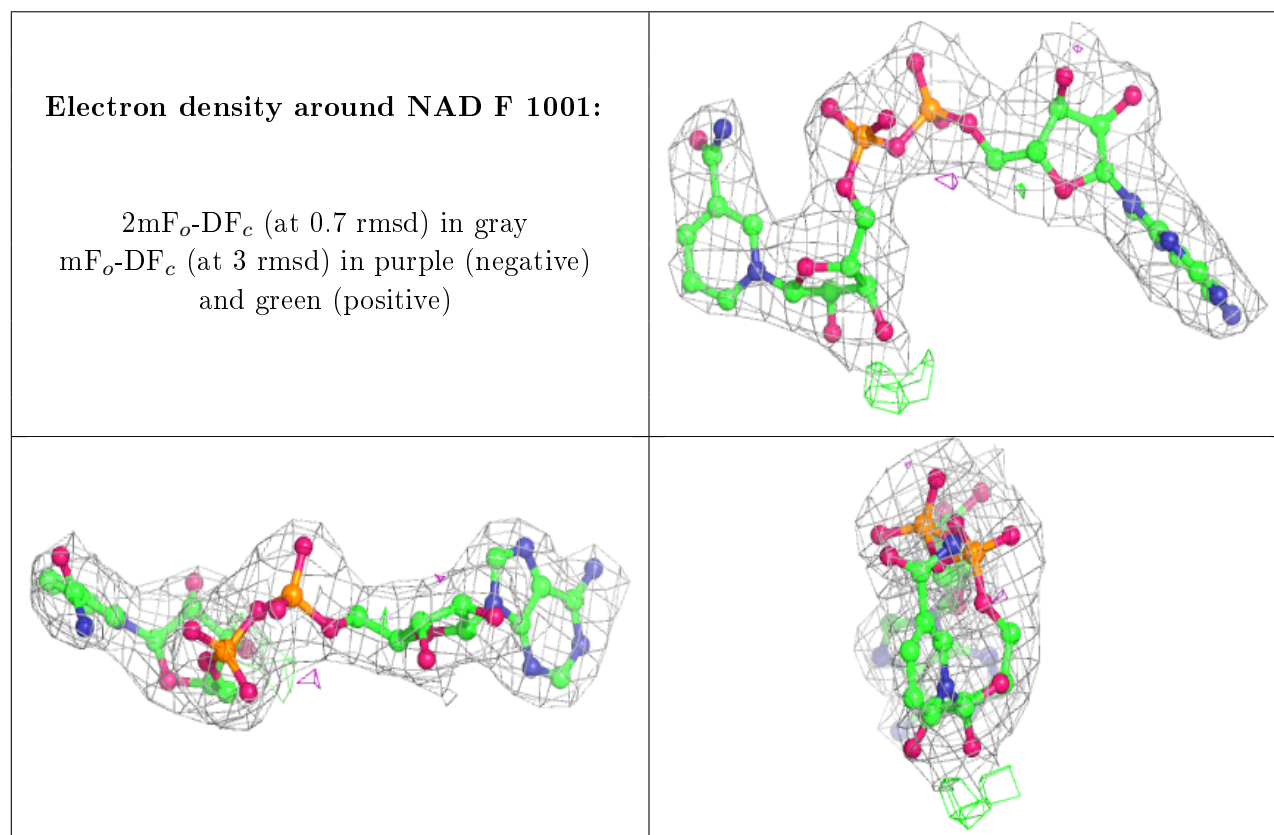 Electron density around NAD F 1001:
2mFₒ-DF𝒸 (at 0.7 rmsd) in gray
mFₒ-DF𝒸 (at 3 rmsd) in purple (negative)
and green (positive)